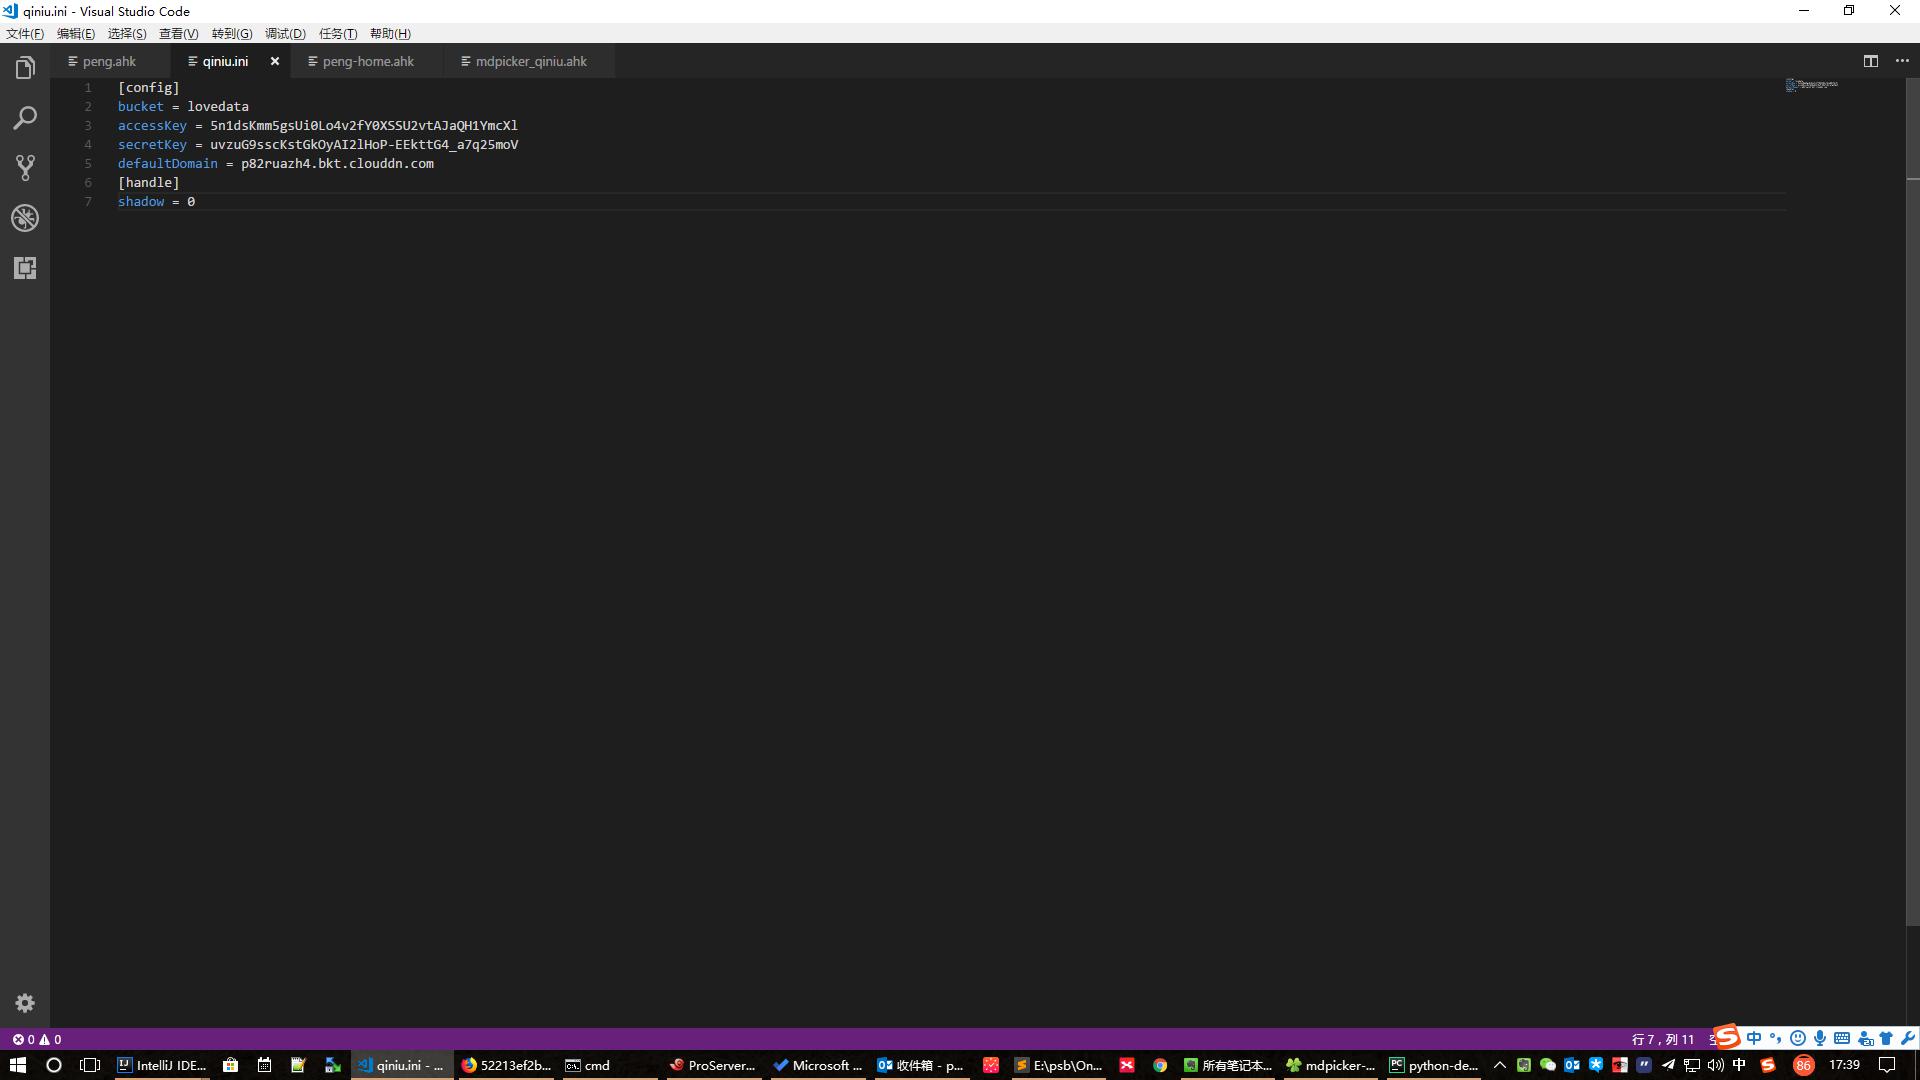 qiniu.ini - Visual Studio Code
文件(F) 编辑(E) 选择(S) 查看(V) 转到(G) 调试(D) 任务(T) 帮助(H)
peng.ahk qiniu.ini peng-home.ahk mdpicker_qiniu.ahk
1 [config]
2 bucket = lovedata
3 accessKey = 5n1dsKmm5gsUi0Lo4v2fY0XSSU2vtAJaQH1YmcXl
4 secretKey = uvzuG9sscKstGkOyAI2lHoP-EEkttG4_a7q25moV
5 defaultDomain = p82ruazh4.bkt.clouddn.com
6 [handle]
7 shadow = 0
0 0 行 7，列 11 中
IntelliJ IDE... qiniu.ini - ... 52213ef2b... cmd ProServer... Microsoft ... 收件箱 - p... E:\psb\On... 所有笔记本... mdpicker-... python-de... 中 86 17:39